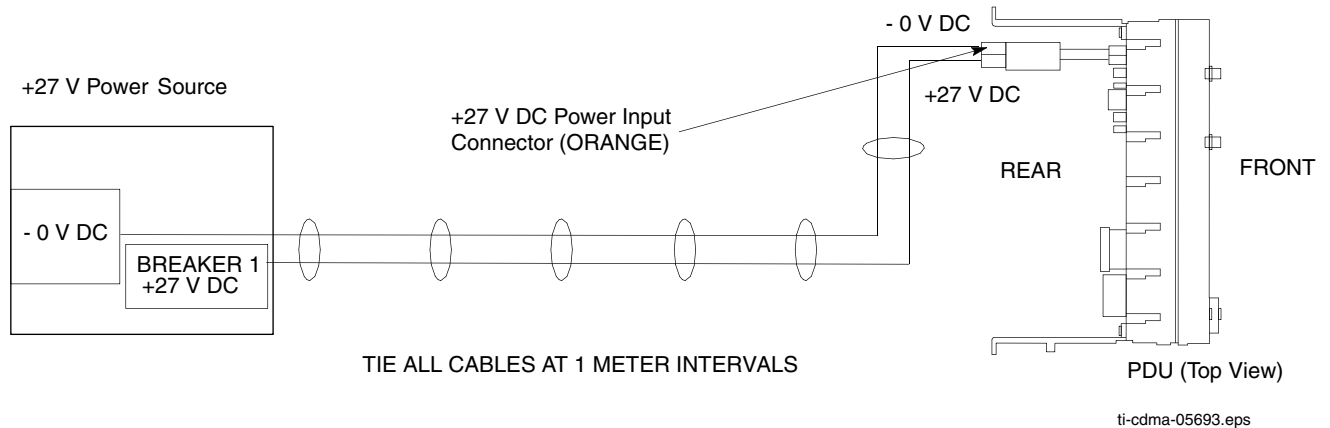 - 0 V DC
+27 V Power Source
+27 V DC
+27 V DC Power Input
Connector (ORANGE)
REAR
FRONT
- 0 V DC
BREAKER 1
+27 V DC
TIE ALL CABLES AT 1 METER INTERVALS
PDU (Top View)
ti-cdma-05693.eps